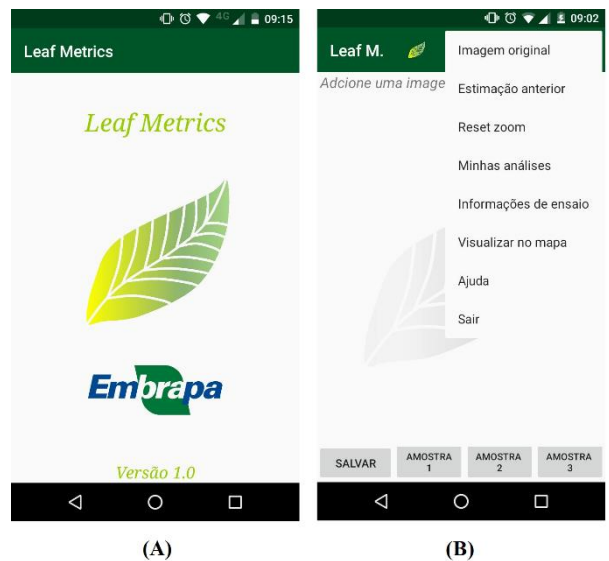 4G 09:15
Leaf Metrics
Leaf Metrics
Embrapa
Versão 1.0
(A)
09:02
Leaf M.
Adcione uma image
Imagem original
Estimação anterior
Reset zoom
Minhas análises
Informações de ensaio
Visualizar no mapa
Ajuda
Sair
SALVAR
AMOSTRA
1
AMOSTRA
2
AMOSTRA
3
(B)